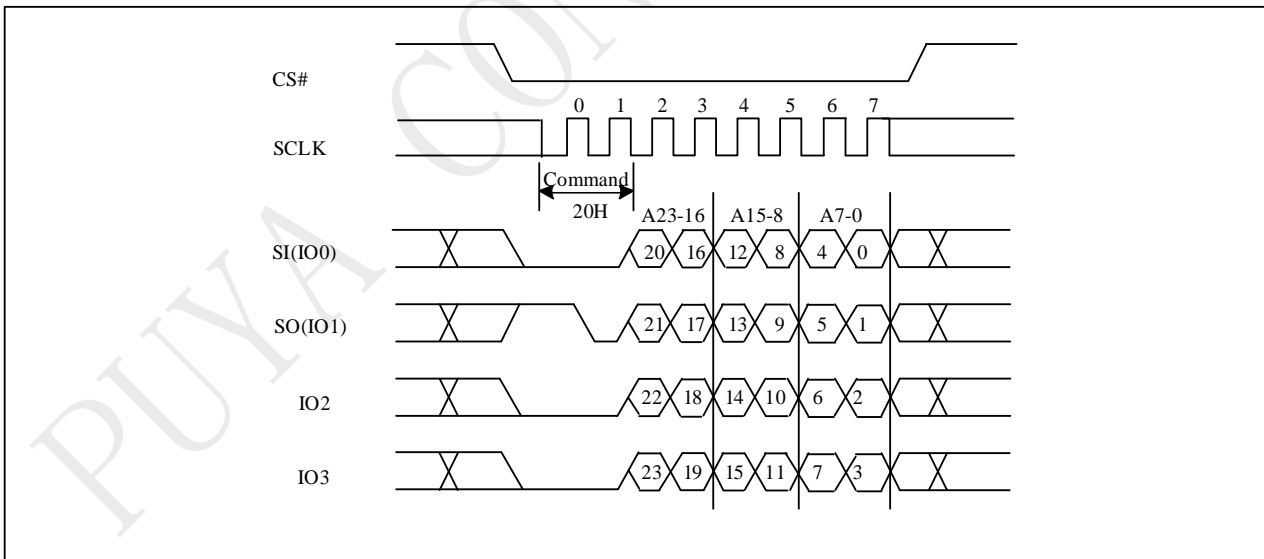 PUYA CON
CS#
0 1 2 3 4 5 6 7
SCLK
Command
20H
A23-16 A15-8 A7-0
SI(IO0) 20 16 12 8 4 0
SO(IO1) 21 17 13 9 5 1
IO2 22 18 14 10 6 2
IO3 23 19 15 11 7 3